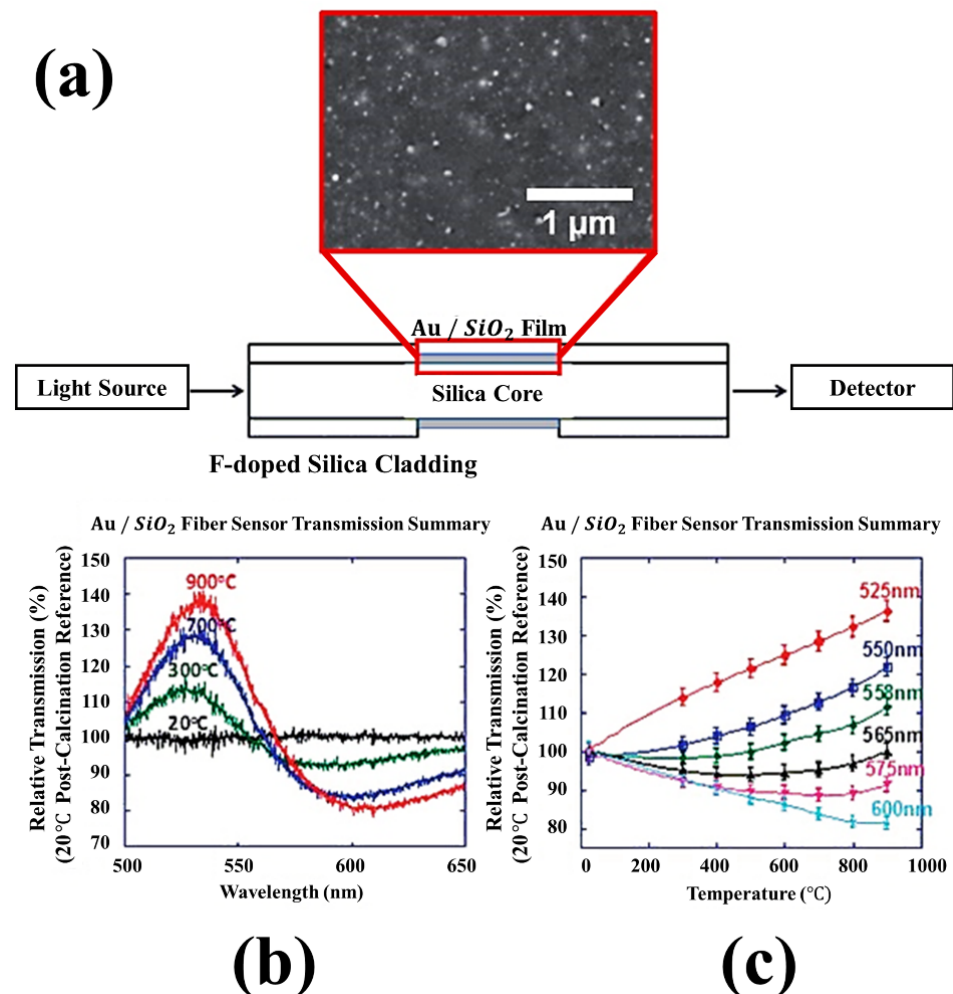 (a)
1 μm
Au / SiO₂ Film
Light Source
Silica Core
Detector
F-doped Silica Cladding
Au / SiO₂ Fiber Sensor Transmission Summary
Relative Transmission (%)
(20℃ Post-Calcination Reference)
150
140
130
120
110
100
90
80
70
900°C
700°C
300°C
20°C
500
550
600
650
Wavelength (nm)
(b)
Au / SiO₂ Fiber Sensor Transmission Summary
Relative Transmission (%)
(20℃ Post-Calcination Reference)
150
140
130
120
110
100
90
80
525nm
550nm
558nm
565nm
575nm
600nm
0
200
400
600
800
1000
Temperature (℃)
(c)